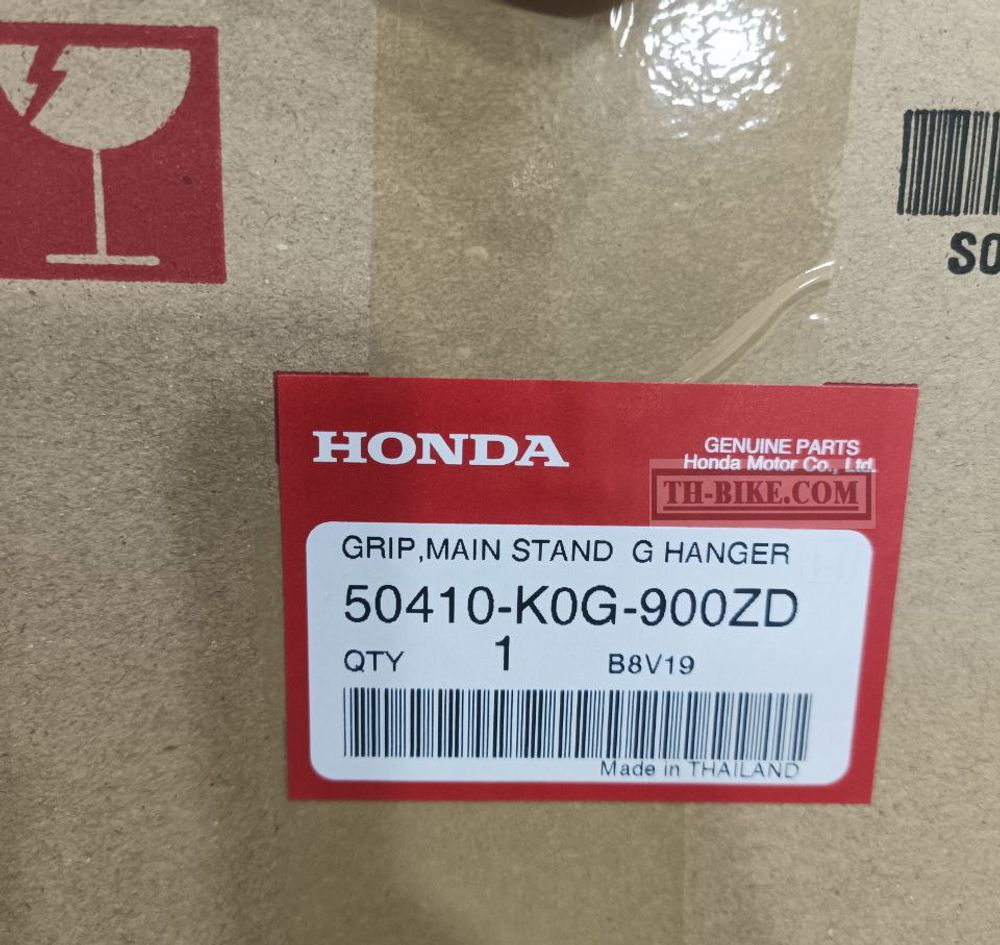 S0
HONDA
GENUINE PARTS
Honda Motor Co., Ltd.
TH-BIKE.COM
GRIP,MAIN STAND G HANGER
50410-K0G-900ZD
QTY 1 B8V19
Made in THAILAND